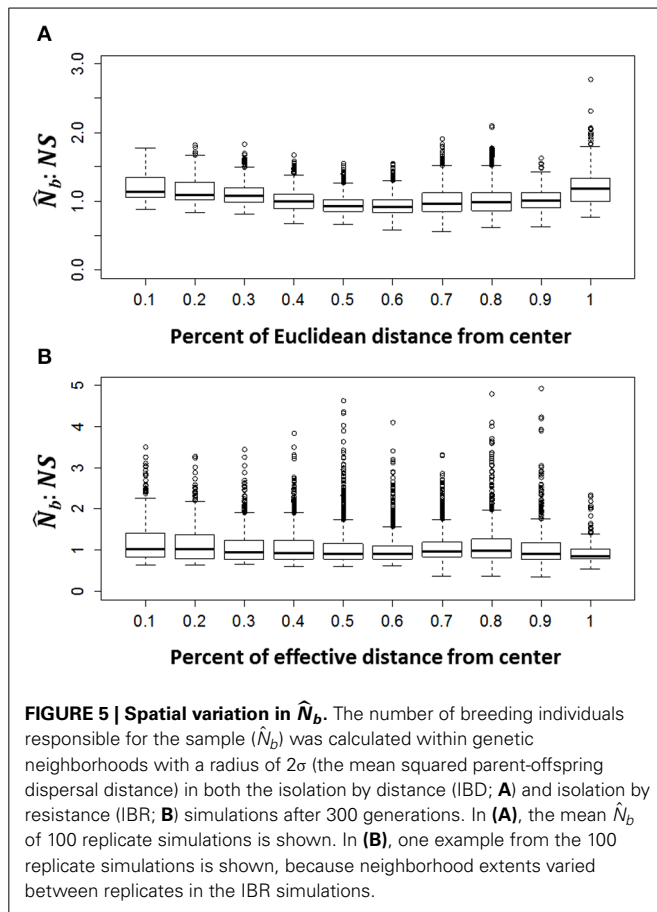 A
N̂b: NS
3.0
2.0
1.0
0.0
0.1 0.2 0.3 0.4 0.5 0.6 0.7 0.8 0.9 1
Percent of Euclidean distance from center
B
N̂b: NS
5
4
3
2
1
0
0.1 0.2 0.3 0.4 0.5 0.6 0.7 0.8 0.9 1
Percent of effective distance from center
FIGURE 5 | Spatial variation in N̂b. The number of breeding individuals
responsible for the sample (N̂b) was calculated within genetic
neighborhoods with a radius of 2σ (the mean squared parent-offspring
dispersal distance) in both the isolation by distance (IBD; A) and isolation by
resistance (IBR; B) simulations after 300 generations. In (A), the mean N̂b
of 100 replicate simulations is shown. In (B), one example from the 100
replicate simulations is shown, because neighborhood extents varied
between replicates in the IBR simulations.